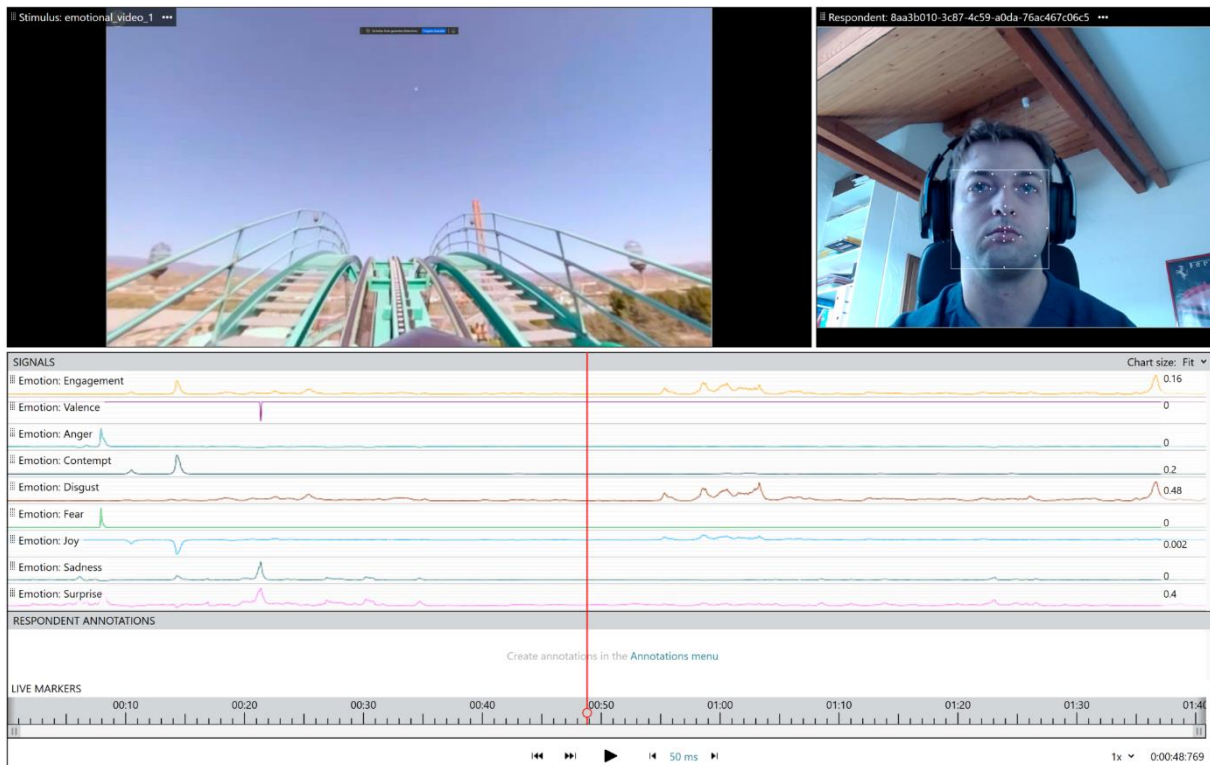 Stimulus: emotional_video_1 •••
Respondent: 8aa3b010-3c87-4c59-a0da-76ac467c06c5 •••
SIGNALS
Chart size: Fit
Emotion: Engagement
0.16
Emotion: Valence
0
Emotion: Anger
0
Emotion: Contempt
0.2
Emotion: Disgust
0.48
Emotion: Fear
0
Emotion: Joy
0.002
Emotion: Sadness
0
Emotion: Surprise
0.4
RESPONDENT ANNOTATIONS
Create annotations in the Annotations menu
LIVE MARKERS
00:10 00:20 00:30 00:40 00:50 01:00 01:10 01:20 01:30 01:40
50 ms
1x 0:00:48:769